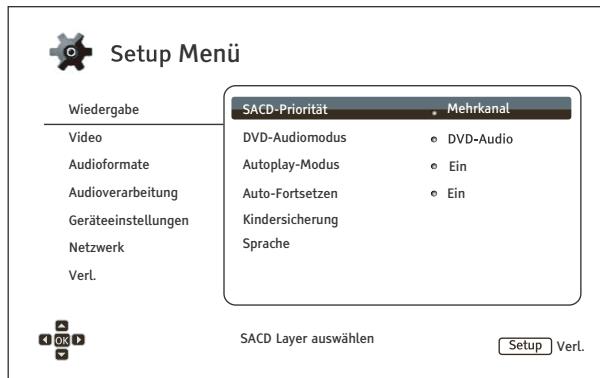 Setup Menü
Wiedergabe
Video
Audioformate
Audioverarbeitung
Geräteeinstellungen
Netzwerk
Verl.
SACD-Priorität Mehrkanal
DVD-Audiomodus DVD-Audio
Autoplay-Modus Ein
Auto-Fortsetzen Ein
Kindersicherung
Sprache
OK
SACD Layer auswählen
Setup Verl.